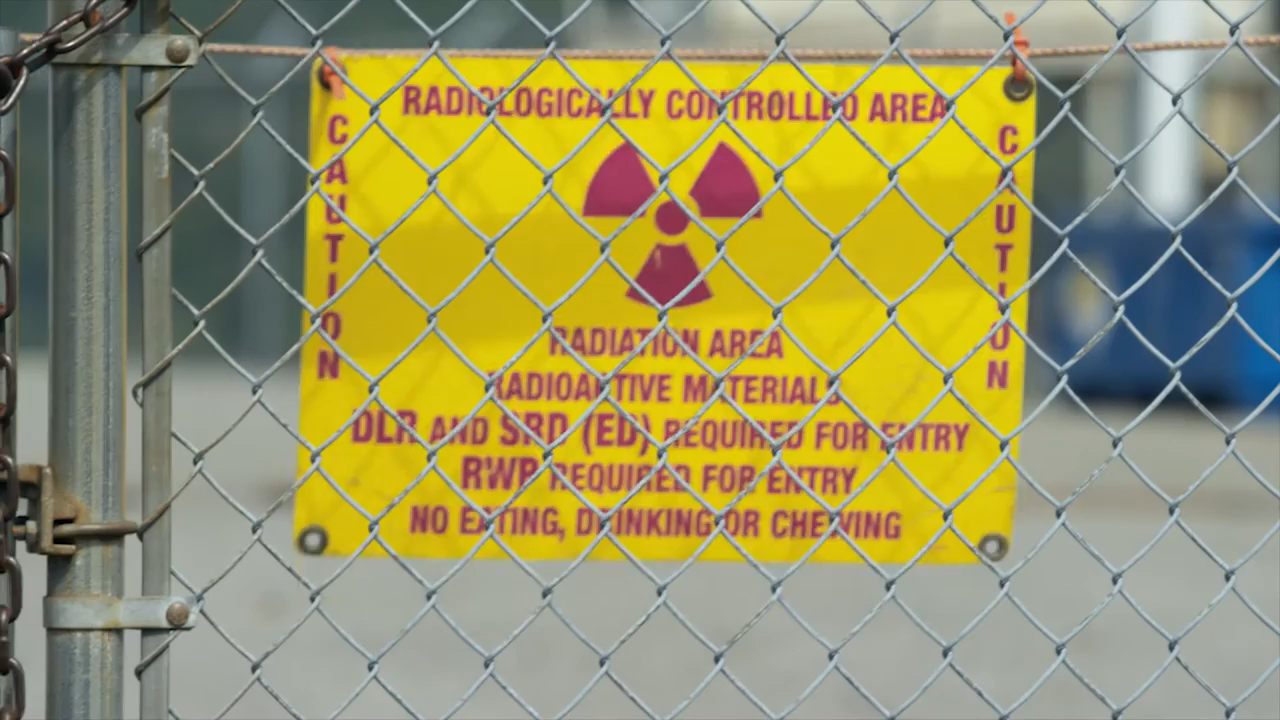 RADIOLOGICALLY CONTROLLED AREA
CAUTION
CAUTION
RADIATION AREA
RADIOACTIVE MATERIALS
DLR AND SRD (ED) REQUIRED FOR ENTRY
RWP REQUIRED FOR ENTRY
NO EATING, DRINKING OR CHEWING